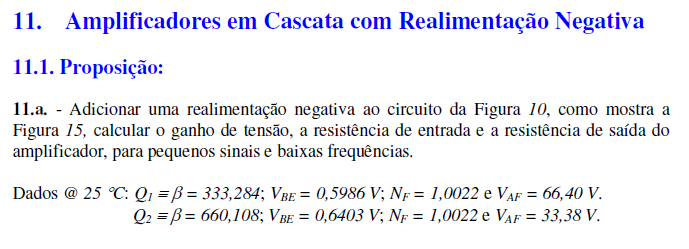 11. Amplificadores em Cascata com Realimentação Negativa
11.1. Proposição:
11.a. - Adicionar uma realimentação negativa ao circuito da Figura 10, como mostra a
Figura 15, calcular o ganho de tensão, a resistência de entrada e a resistência de saída do
amplificador, para pequenos sinais e baixas frequências.
Dados @ 25 ℃: Q1 ≡ β = 333,284; VBE = 0,5986 V; NF = 1,0022 e VAF = 66,40 V.
Q2 ≡ β = 660,108; VBE = 0,6403 V; NF = 1,0022 e VAF = 33,38 V.